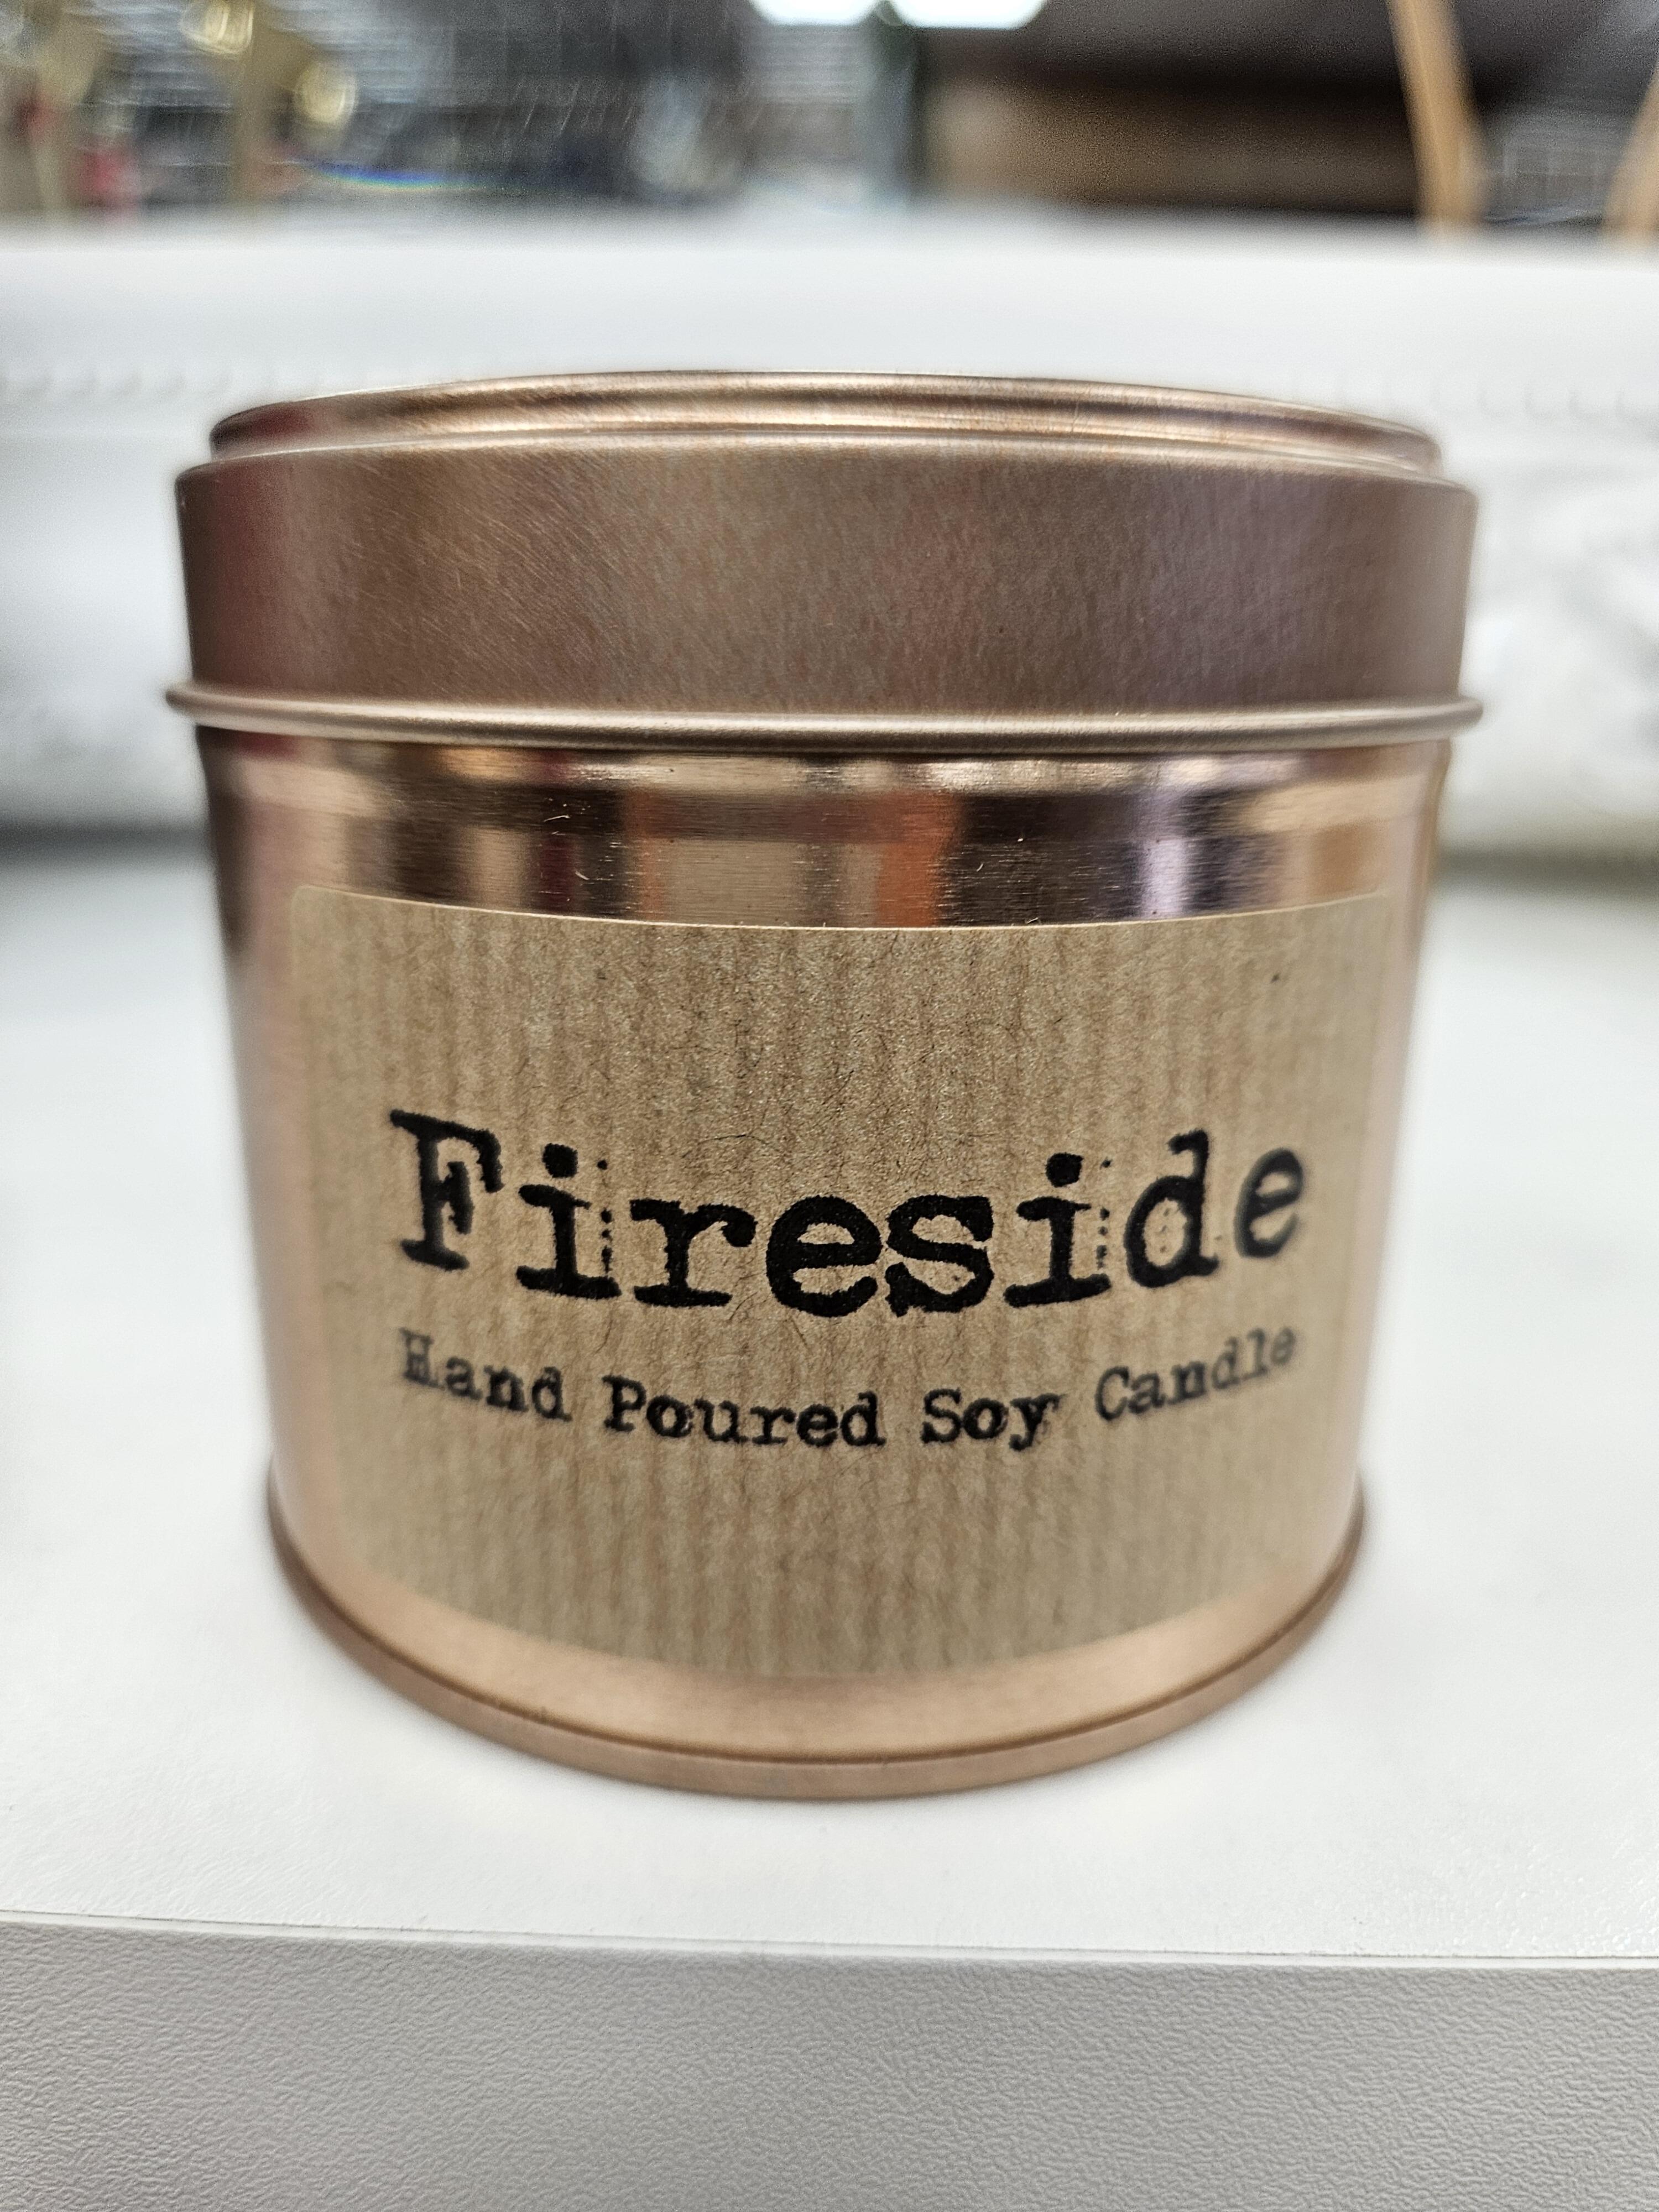 Fireside
Hand Poured Soy Candle